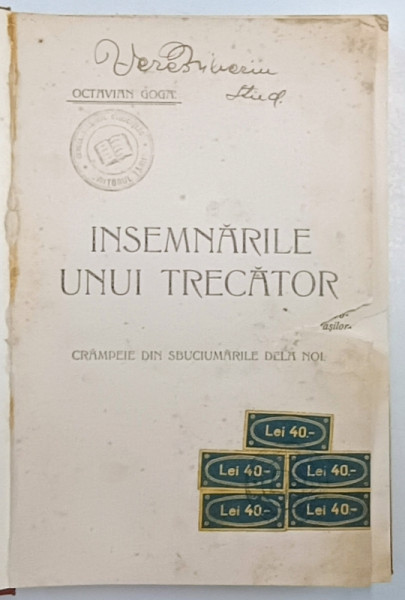 Stud.
OCTAVIAN GOGA
INSEMNĂRILE
UNUI TRECĂTOR
CRÂMPEIE DIN SBUCIUMĂRILE DELA NOI.
Lei 40.-
Lei 40.- Lei 40.-
Lei 40.- Lei 40.-